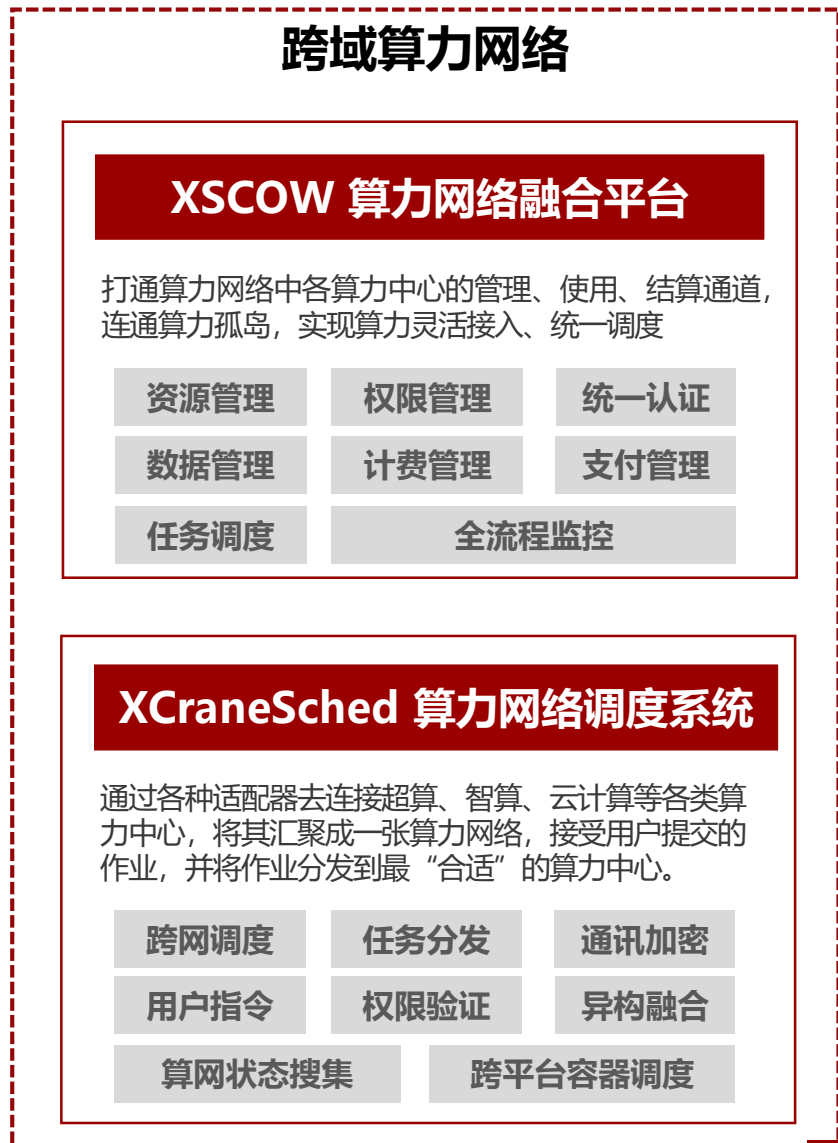 跨域算力网络
XSCOW 算力网络融合平台
打通算力网络中各算力中心的管理、使用、结算通道，
连通算力孤岛，实现算力灵活接入、统一调度
资源管理 权限管理 统一认证
数据管理 计费管理 支付管理
任务调度 全流程监控
XCraneSched 算力网络调度系统
通过各种适配器去连接超算、智算、云计算等各类算
力中心，将其汇聚成一张算力网络，接受用户提交的
作业，并将作业分发到最“合适”的算力中心。
跨网调度 任务分发 通讯加密
用户指令 权限验证 异构融合
算网状态搜集 跨平台容器调度